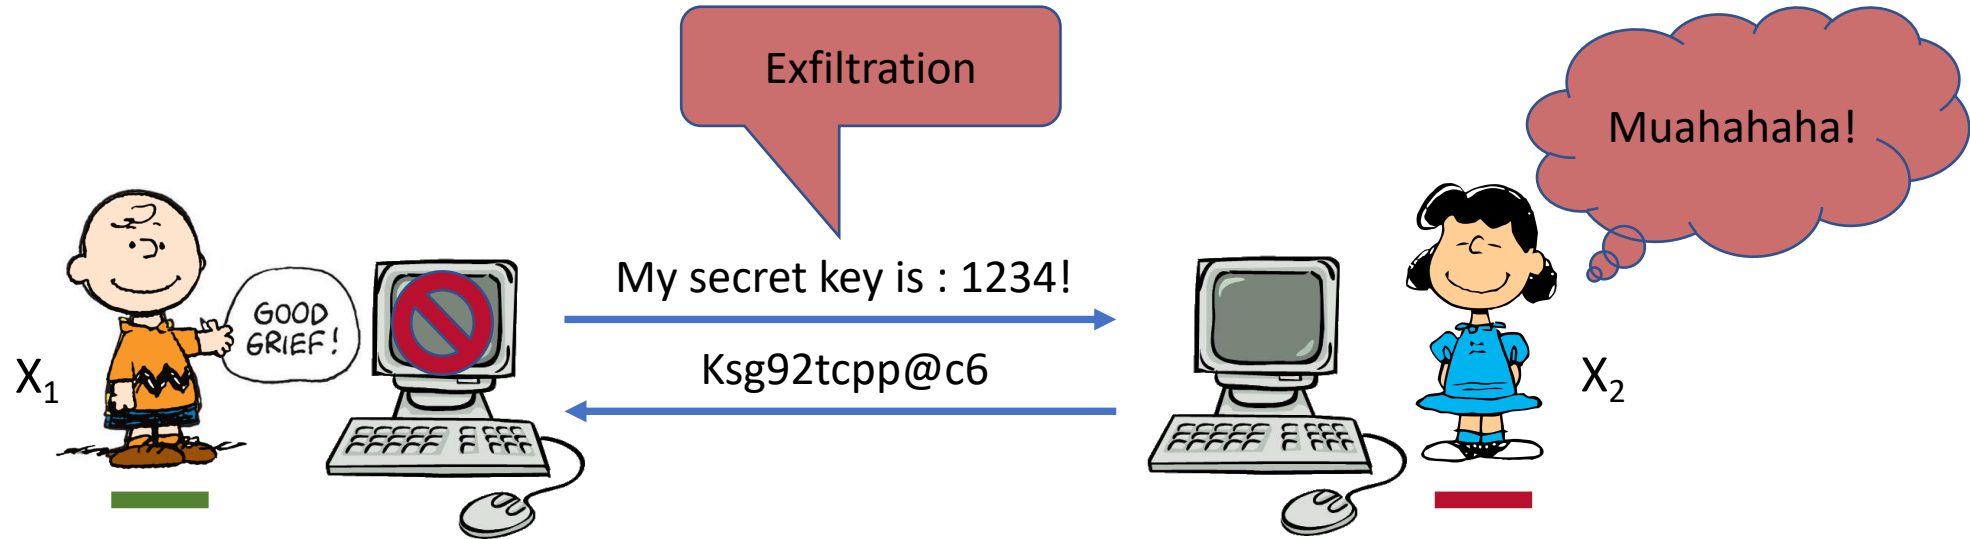 Exfiltration
Muahahaha!
My secret key is : 1234!
GOOD
GRIEF!
Ksg92tcpp@c6
X₁
X₂